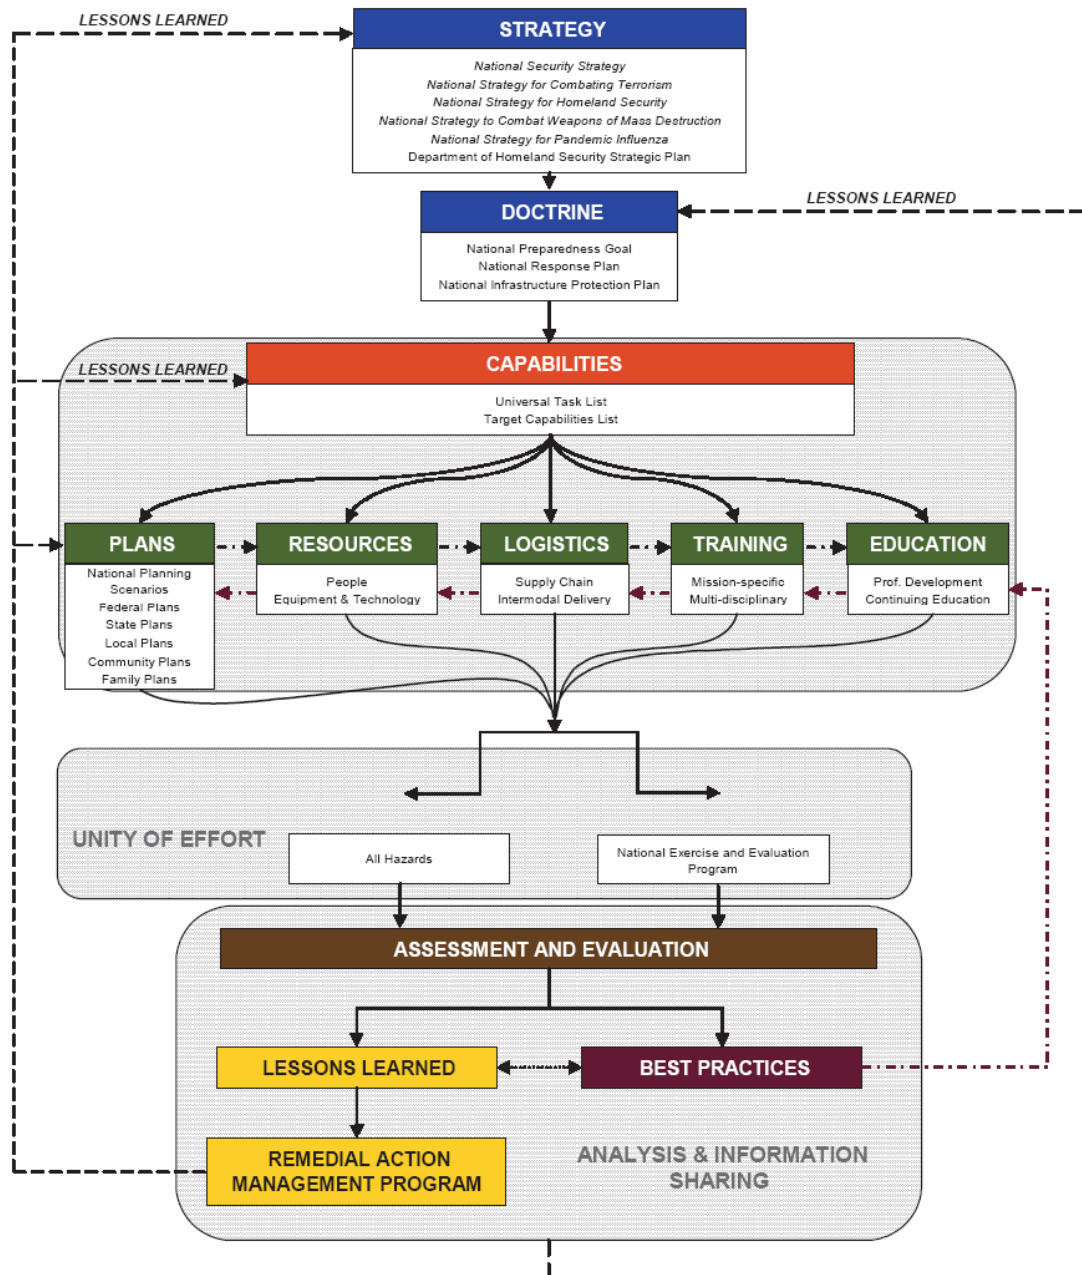 LESSONS LEARNED
STRATEGY
National Security Strategy
National Strategy for Combating Terrorism
National Strategy for Homeland Security
National Strategy to Combat Weapons of Mass Destruction
National Strategy for Pandemic Influenza
Department of Homeland Security Strategic Plan
DOCTRINE
LESSONS LEARNED
National Preparedness Goal
National Response Plan
National Infrastructure Protection Plan
LESSONS LEARNED
CAPABILITIES
Universal Task List
Target Capabilities List
PLANS
National Planning
Scenarios
Federal Plans
State Plans
Local Plans
Community Plans
Family Plans
RESOURCES
People
Equipment & Technology
LOGISTICS
Supply Chain
Intermodal Delivery
TRAINING
Mission-specific
Multi-disciplinary
EDUCATION
Prof. Development
Continuing Education
UNITY OF EFFORT
All Hazards
National Exercise and Evaluation
Program
ASSESSMENT AND EVALUATION
LESSONS LEARNED
BEST PRACTICES
REMEDIAL ACTION
MANAGEMENT PROGRAM
ANALYSIS & INFORMATION
SHARING